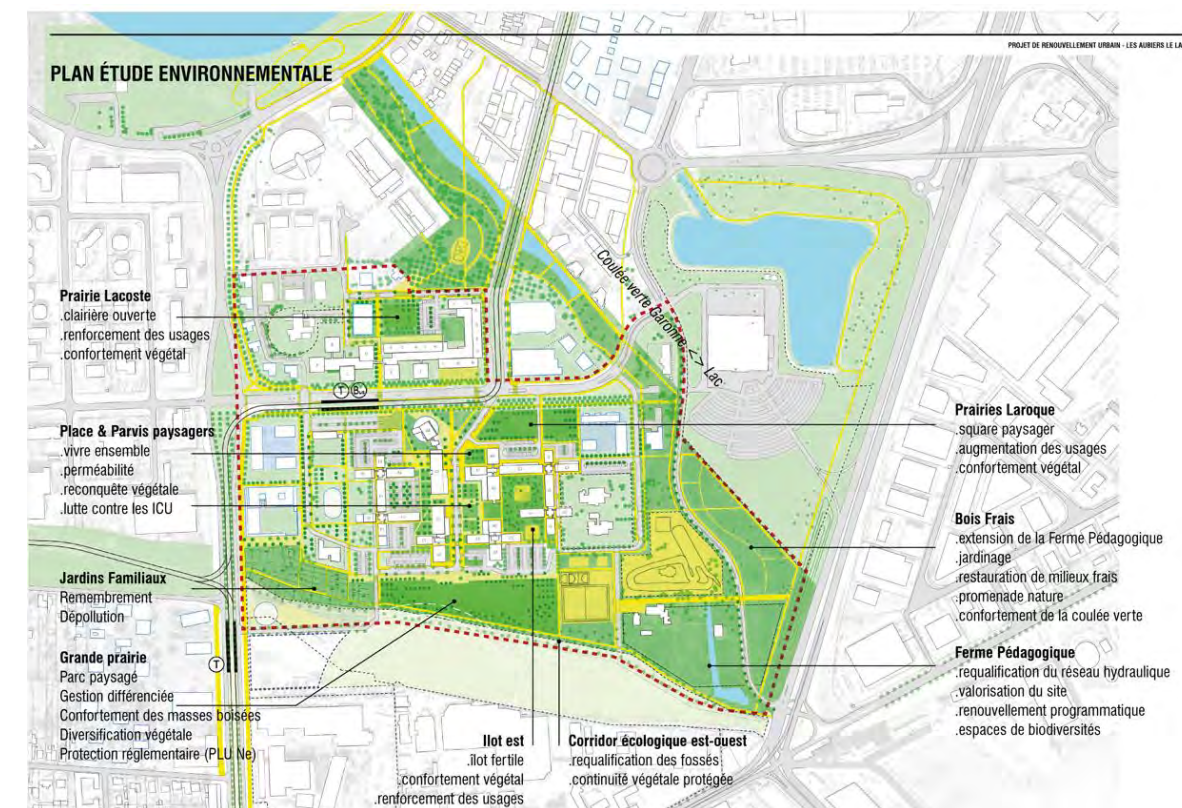 PROJET DE RENOUVELLEMENT URBAIN - LES AUBIERS LE LA
PLAN ÉTUDE ENVIRONNEMENTALE
Coulée verte Garonne <-> Lac
Prairie Lacoste
.clairière ouverte
.renforcement des usages
.confortement végétal
T
Place & Parvis paysagers
.vivre ensemble
.perméabilité
.reconquête végétale
.lutte contre les ICU
Jardins Familiaux
Remembrement
Dépollution
Grande prairie
Parc paysagé
Gestion différenciée
Confortement des masses boisées
Diversification végétale
Protection réglementaire (PLU Ne)
T
Ilot est
.îlot fertile
.confortement végétal
.renforcement des usages
Corridor écologique est-ouest
.requalification des fossés
.continuité végétale protégée
Prairies Laroque
.square paysager
.augmentation des usages
.confortement végétal
Bois Frais
.extension de la Ferme Pédagogique
.jardinage
.restauration de milieux frais
.promenade nature
.confortement de la coulée verte
Ferme Pédagogique
.requalification du réseau hydraulique
.valorisation du site
.renouvellement programmatique
.espaces de biodiversités